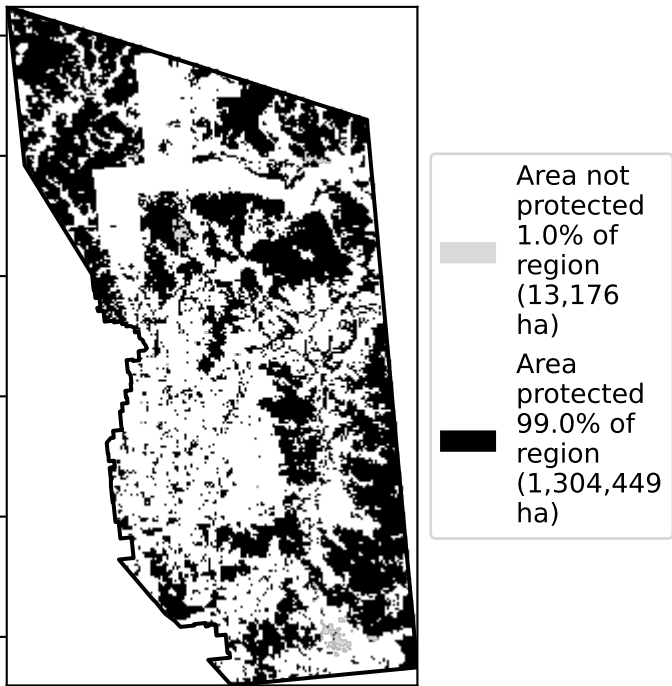 Area not
protected
1.0% of
region
(13,176
ha)
Area
protected
99.0% of
region
(1,304,449
ha)